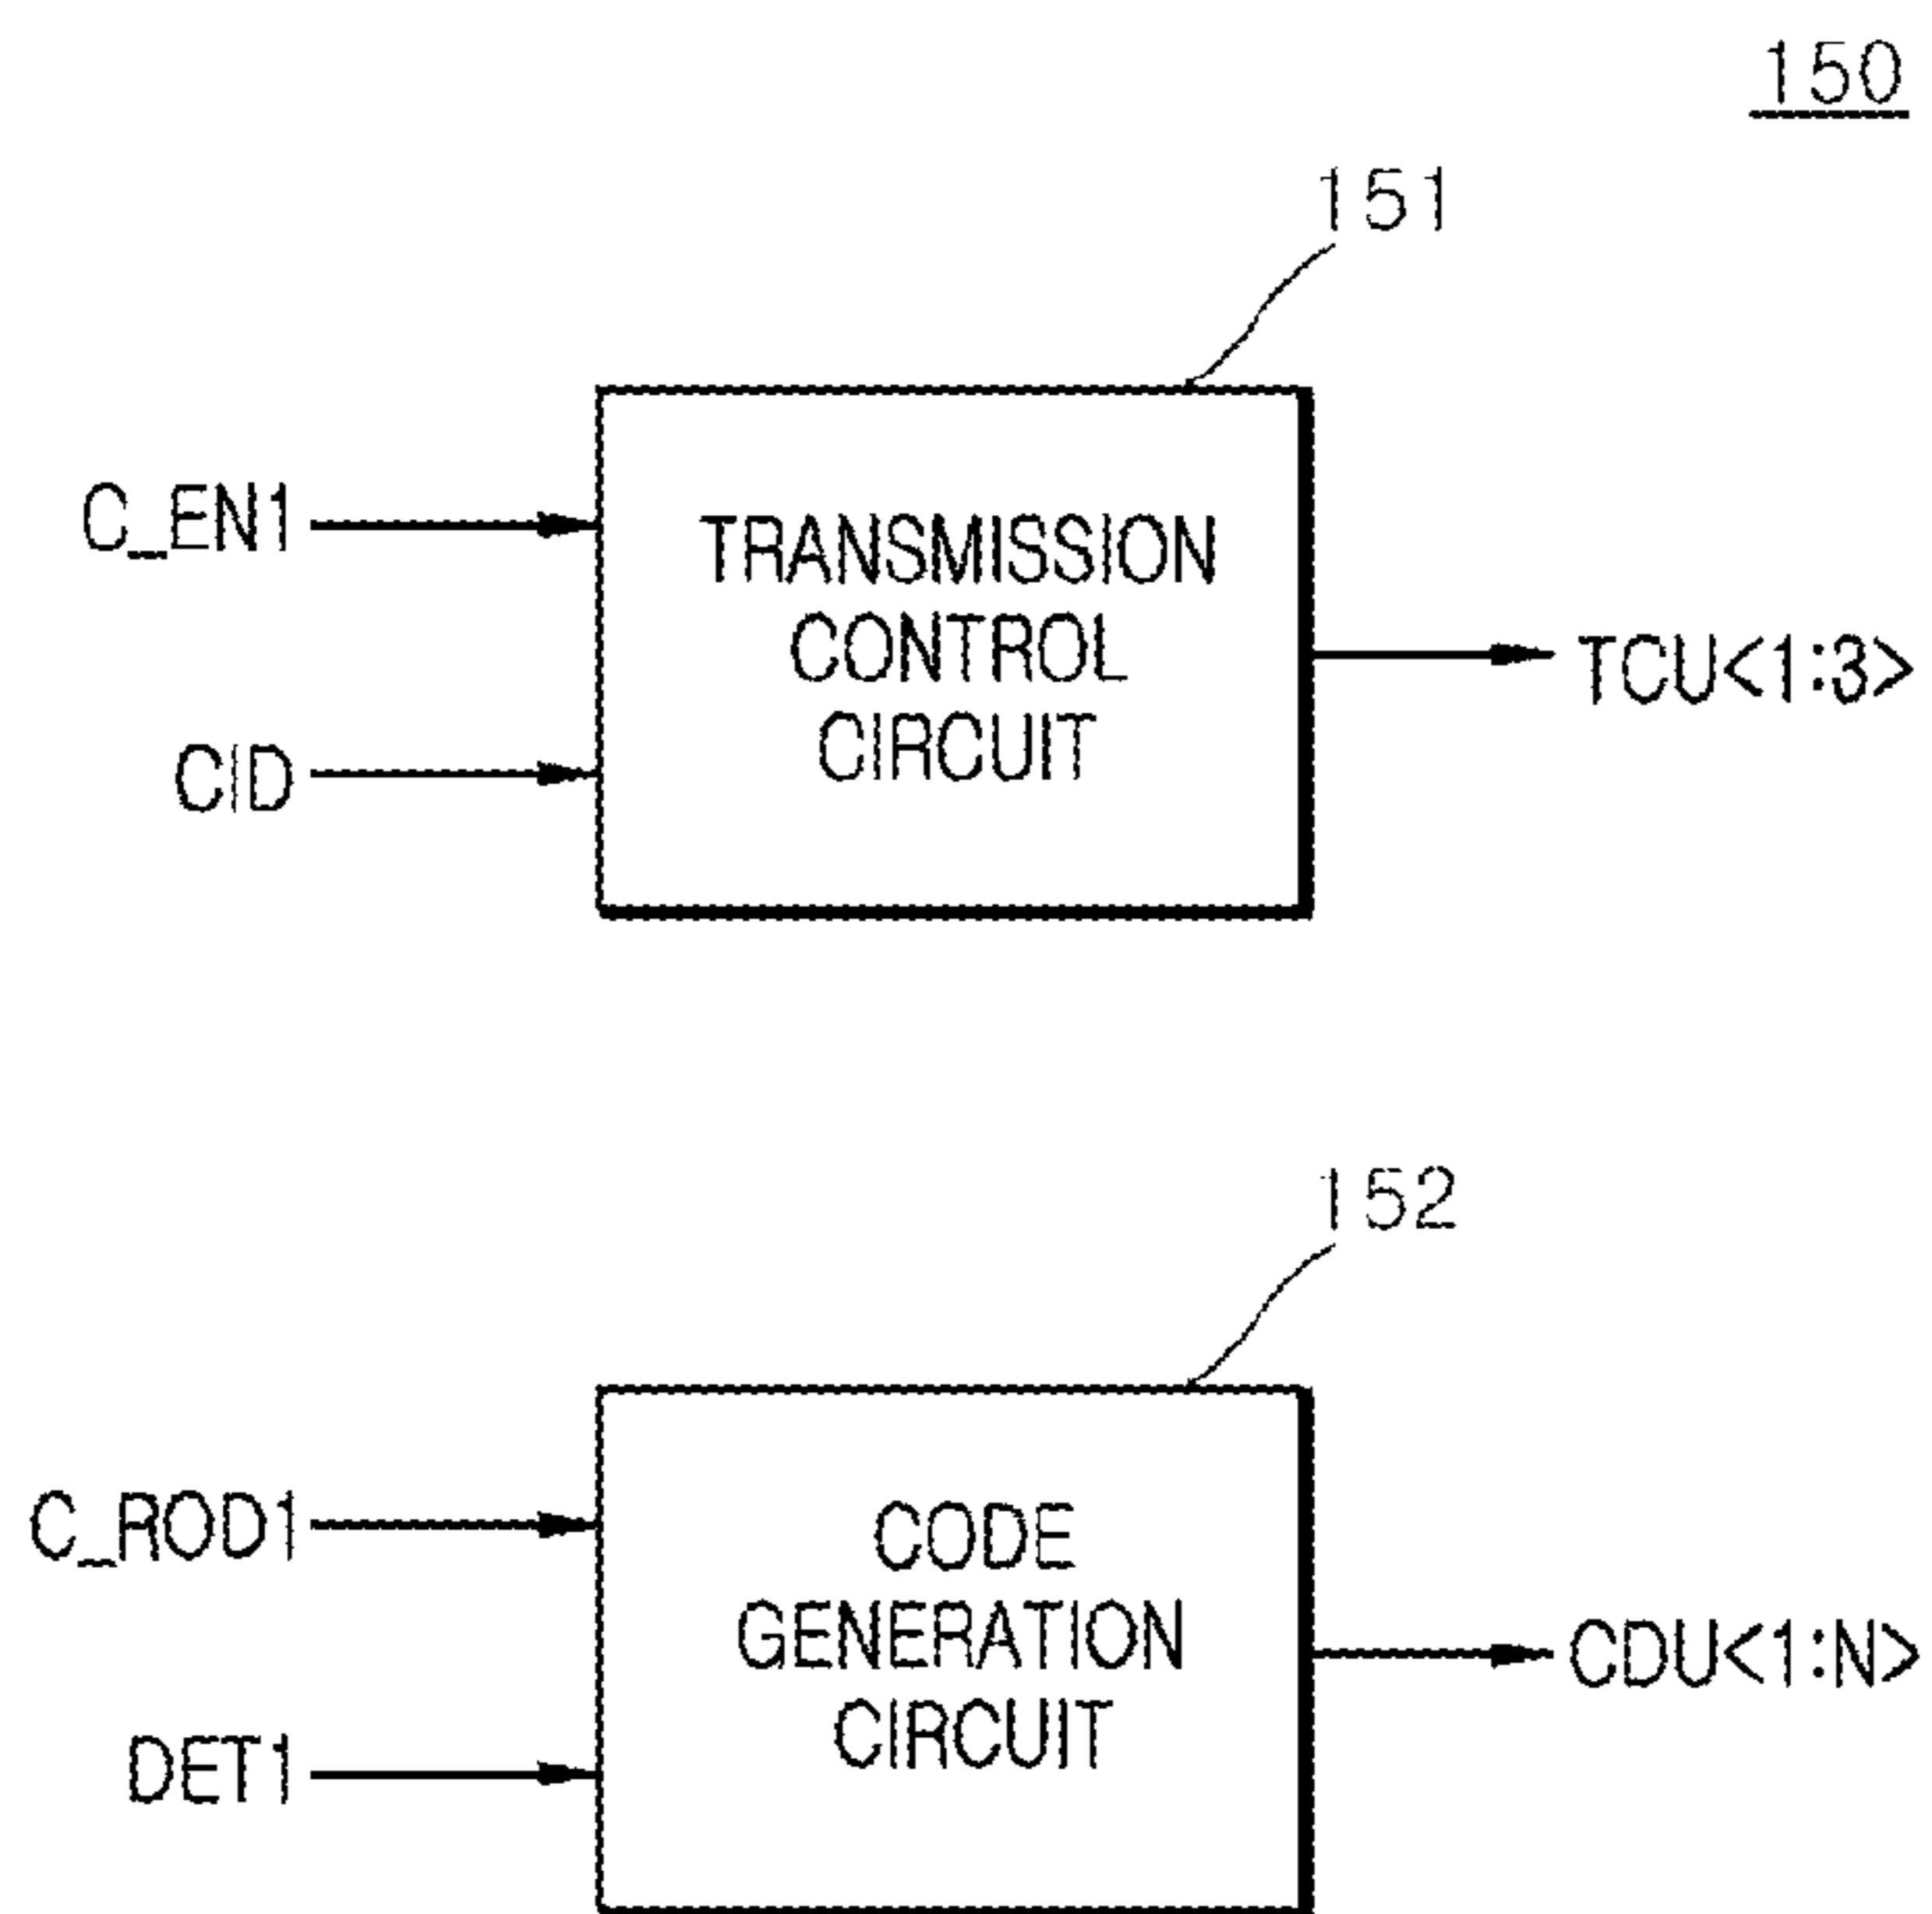 150
151
C_EN1
TRANSMISSION
CONTROL
CIRCUIT
CID
TCU<1:3>
152
C_ROD1
CODE
GENERATION
CIRCUIT
DET1
CDU<1:N>